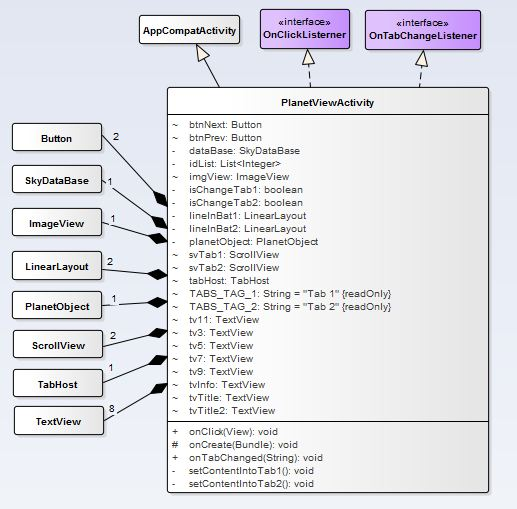 «interface»
OnClickListerner
«interface»
OnTabChangeListener
AppCompatActivity
PlanetViewActivity
~ btnNext: Button
~ btnPrev: Button
- dataBase: SkyDataBase
- idList: List<Integer>
~ imgView: ImageView
- isChangeTab1: boolean
- isChangeTab2: boolean
- lineInBat1: LinearLayout
- lineInBat2: LinearLayout
- planetObject: PlanetObject
~ svTab1: ScrollView
~ svTab2: ScrollView
~ tabHost: TabHost
~ TABS_TAG_1: String = "Tab 1" {readOnly}
~ TABS_TAG_2: String = "Tab 2" {readOnly}
~ tv11: TextView
~ tv3: TextView
~ tv5: TextView
~ tv7: TextView
~ tv9: TextView
~ tvInfo: TextView
~ tvTitle: TextView
~ tvTitle2: TextView
+ onClick(View): void
# onCreate(Bundle): void
+ onTabChanged(String): void
- setContentIntoTab1(): void
- setContentIntoTab2(): void
Button
2
SkyDataBase
1
ImageView
1
LinearLayout
2
PlanetObject
1
ScrollView
2
TabHost
1
TextView
8